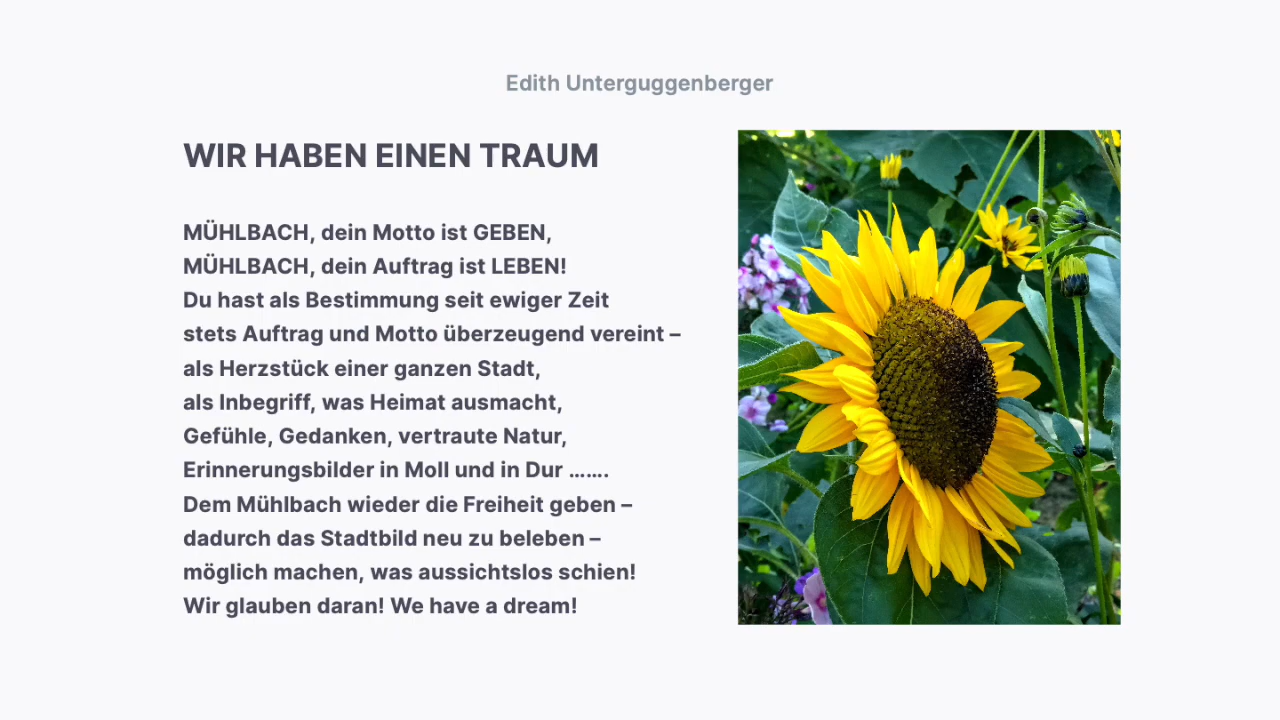 Edith Unterguggenberger
WIR HABEN EINEN TRAUM
MÜHLBACH, dein Motto ist GEBEN,
MÜHLBACH, dein Auftrag ist LEBEN!
Du hast als Bestimmung seit ewiger Zeit
stets Auftrag und Motto überzeugend vereint –
als Herzstück einer ganzen Stadt,
als Inbegriff, was Heimat ausmacht,
Gefühle, Gedanken, vertraute Natur,
Erinnerungsbilder in Moll und in Dur …….
Dem Mühlbach wieder die Freiheit geben –
dadurch das Stadtbild neu zu beleben –
möglich machen, was aussichtslos schien!
Wir glauben daran! We have a dream!